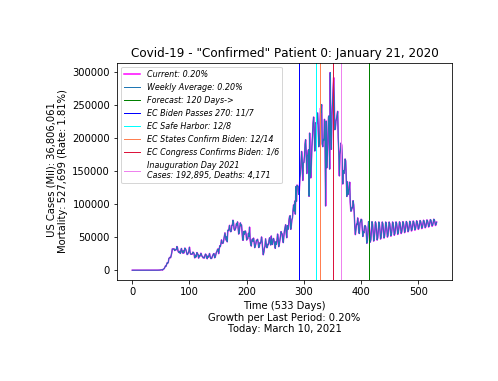 Covid-19 - "Confirmed" Patient 0: January 21, 2020
300000
250000
200000
150000
100000
50000
0
US Cases (Mil): 36,806,061
Mortality: 527,699 (Rate: 1.81%)
Current: 0.20%
Weekly Average: 0.20%
Forecast: 120 Days->
EC Biden Passes 270: 11/7
EC Safe Harbor: 12/8
EC States Confirm Biden: 12/14
EC Congress Confirms Biden: 1/6
Inauguration Day 2021
Cases: 192,895, Deaths: 4,171
0 100 200 300 400 500
Time (533 Days)
Growth per Last Period: 0.20%
Today: March 10, 2021